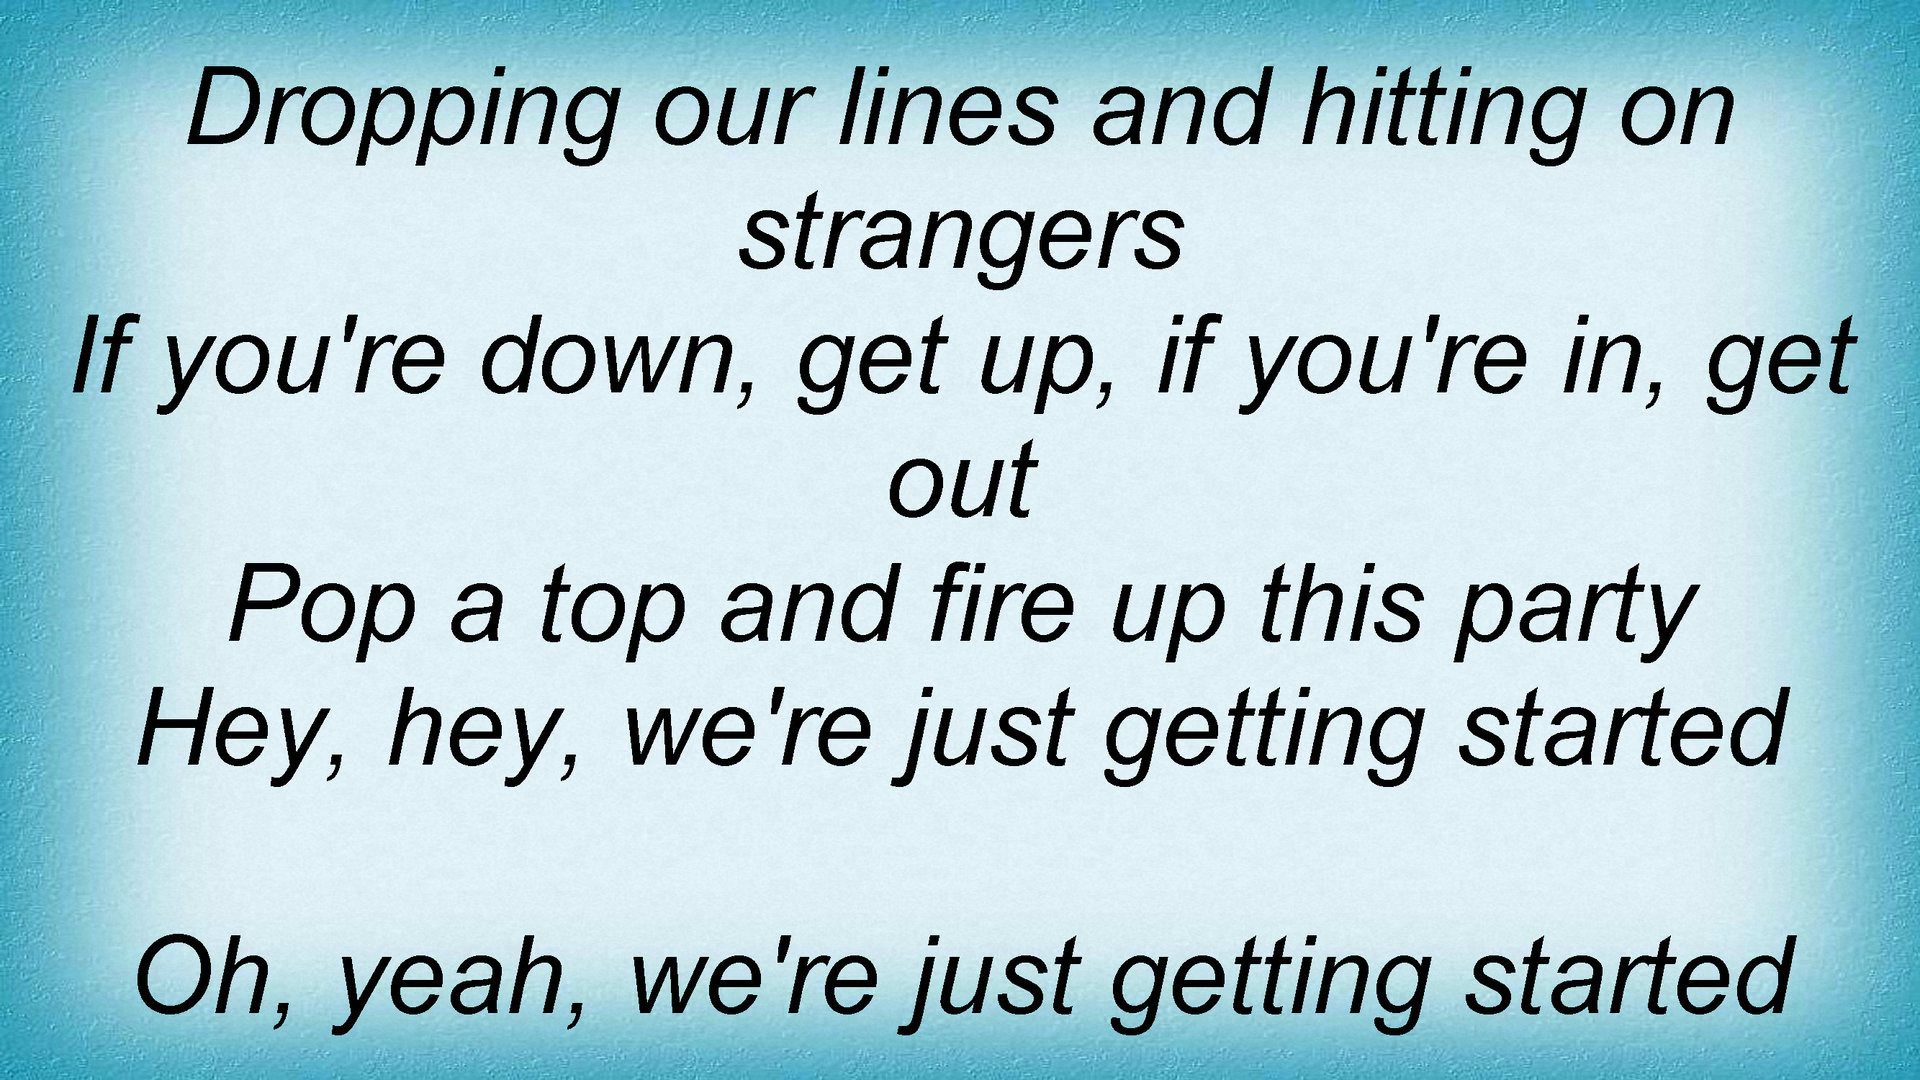 Dropping our lines and hitting on
strangers
If you're down, get up, if you're in, get
out
Pop a top and fire up this party
Hey, hey, we're just getting started
Oh, yeah, we're just getting started